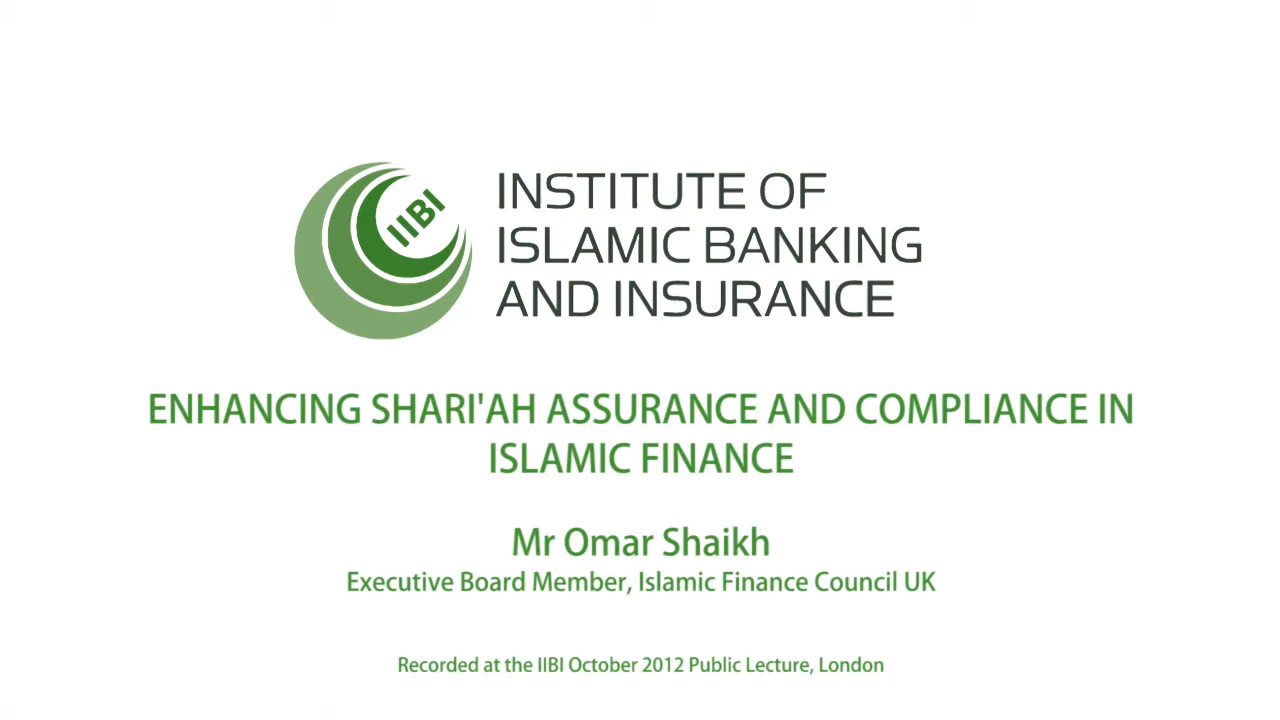 IIBI
INSTITUTE OF
ISLAMIC BANKING
AND INSURANCE
ENHANCING SHARI'AH ASSURANCE AND COMPLIANCE IN
ISLAMIC FINANCE
Mr Omar Shaikh
Executive Board Member, Islamic Finance Council UK
Recorded at the IIBI October 2012 Public Lecture, London